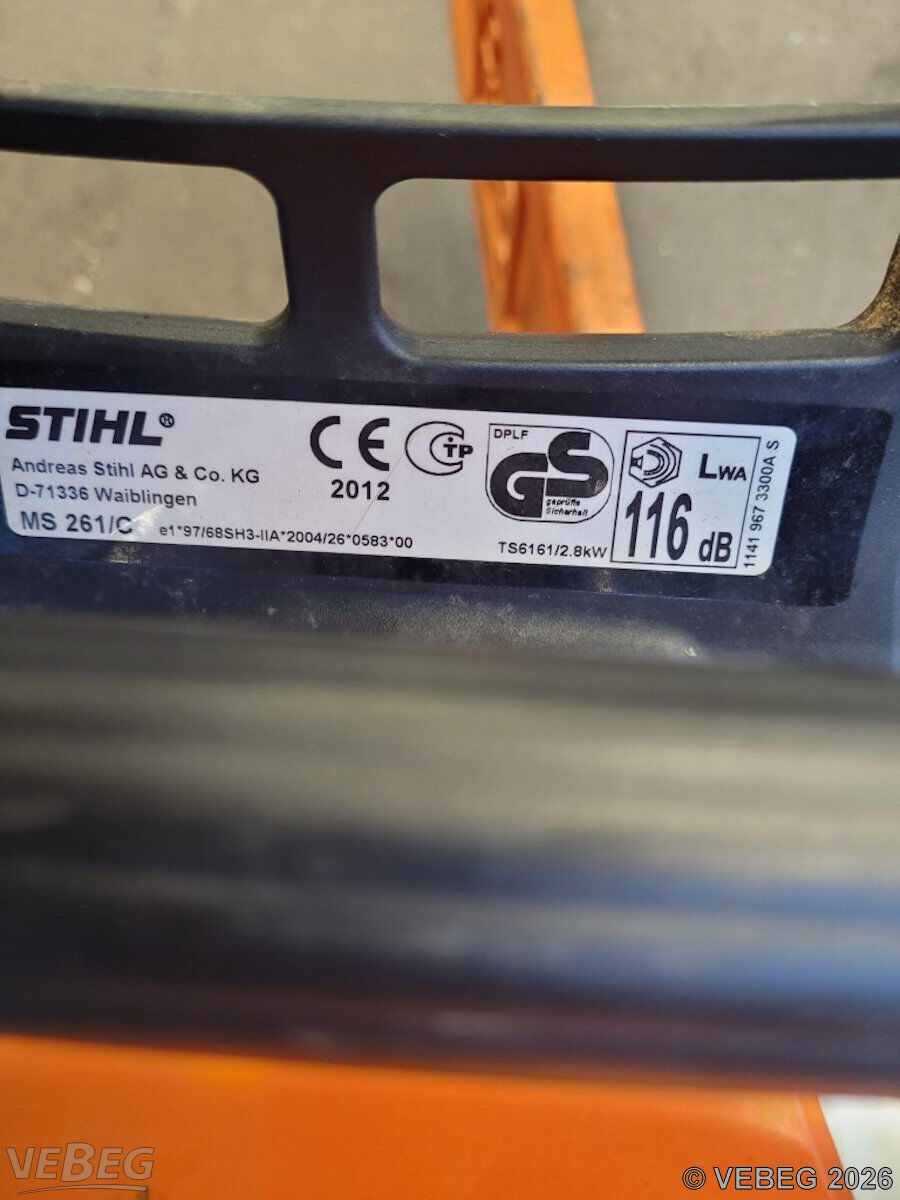 STIHL®
Andreas Stihl AG & Co. KG
D-71336 Waiblingen
MS 261/C
e1*97/68SH3-IIA*2004/26*0583*00
CE
2012
TP
DPLF
GS
geprüfte
Sicherheit
TS6161/2.8kW
LWA
116 dB
1141 967 3300A S
VEBEG
© VEBEG 2026